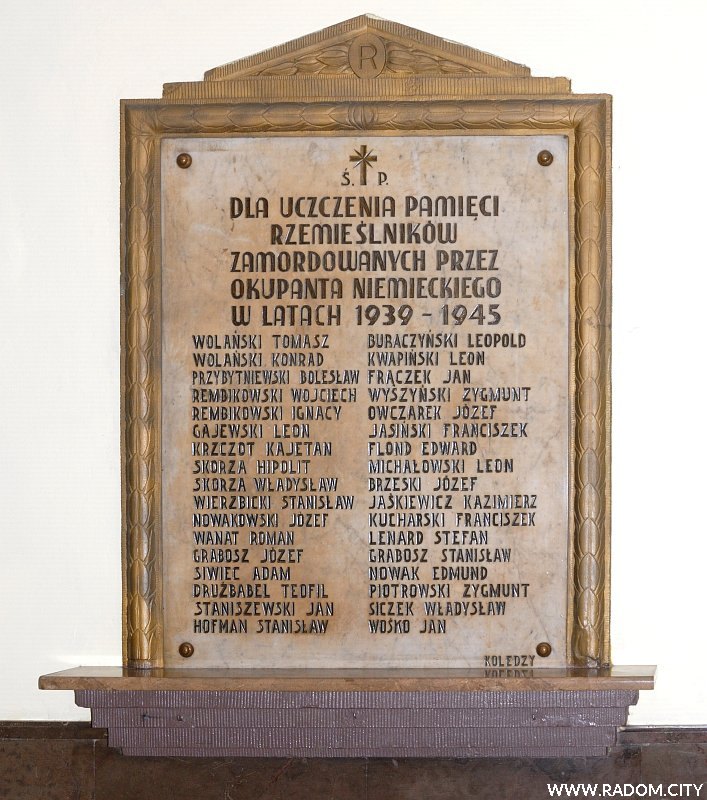 R
Ś. P.
DLA UCZCZENIA PAMIĘCI
RZEMIEŚLNIKÓW
ZAMORDOWANYCH PRZEZ
OKUPANTA NIEMIECKIEGO
W LATACH 1939 - 1945
WOLAŃSKI TOMASZ
WOLAŃSKI KONRAD
PRZYBYTNIEWSKI BOLESŁAW
REMBIKOWSKI WOJCIECH
REMBIKOWSKI IGNACY
GAJEWSKI LEON
KRZCZOT KAJETAN
SKORZA HIPOLIT
SKORZA WŁADYSŁAW
WIERZBICKI STANISŁAW
NOWAKOWSKI JÓZEF
WANAT ROMAN
GRABOSZ JÓZEF
SIWIEC ADAM
DRUŻBABEL TEOFIL
STANISZEWSKI JAN
HOFMAN STANISŁAW
BURACZYŃSKI LEOPOLD
KWAPIŃSKI LEON
FRĄCZEK JAN
WYSZYŃSKI ZYGMUNT
OWCZAREK JÓZEF
JASIŃSKI FRANCISZEK
FLOND EDWARD
MICHAŁOWSKI LEON
BRZESKI JÓZEF
JAŚKIEWICZ KAZIMIERZ
KUCHARSKI FRANCISZEK
LENARD STEFAN
GRABOSZ STANISŁAW
NOWAK EDMUND
PIOTROWSKI ZYGMUNT
SICZEK WŁADYSŁAW
WOŚKO JAN
KOLEDZY
WWW.RADOM.CITY